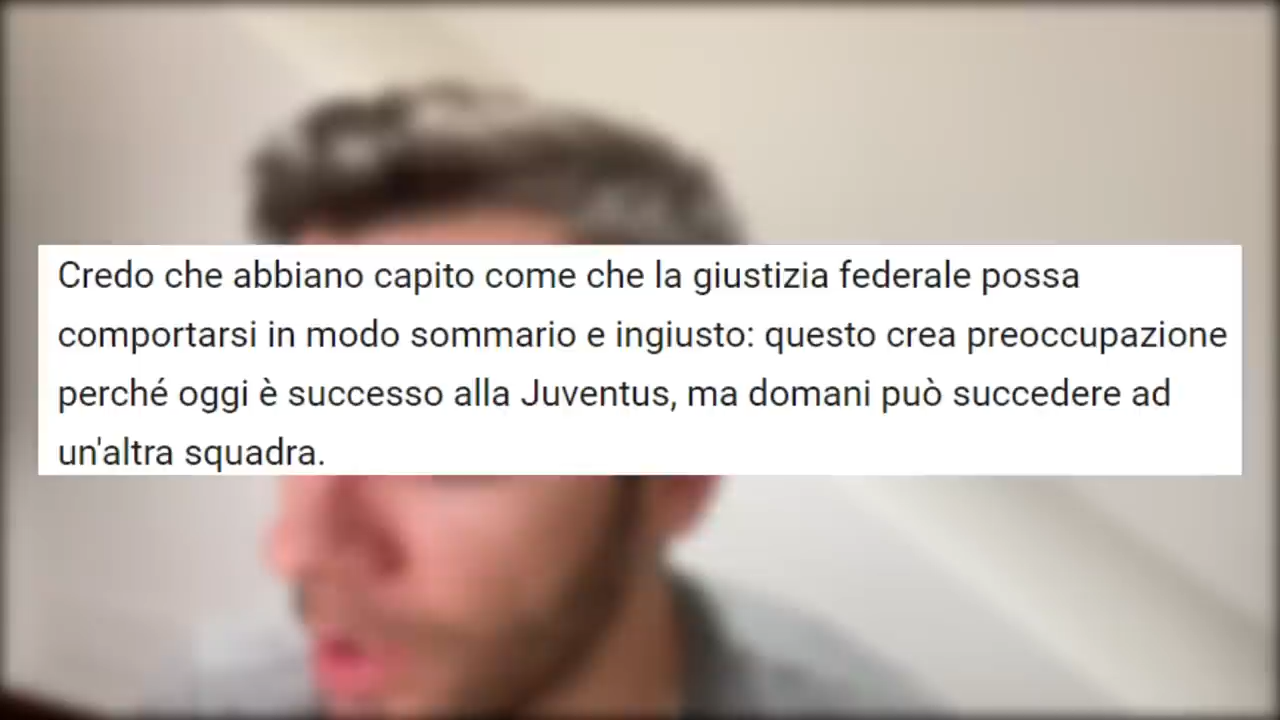 Credo che abbiano capito come che la giustizia federale possa
comportarsi in modo sommario e ingiusto: questo crea preoccupazione
perché oggi è successo alla Juventus, ma domani può succedere ad
un'altra squadra.